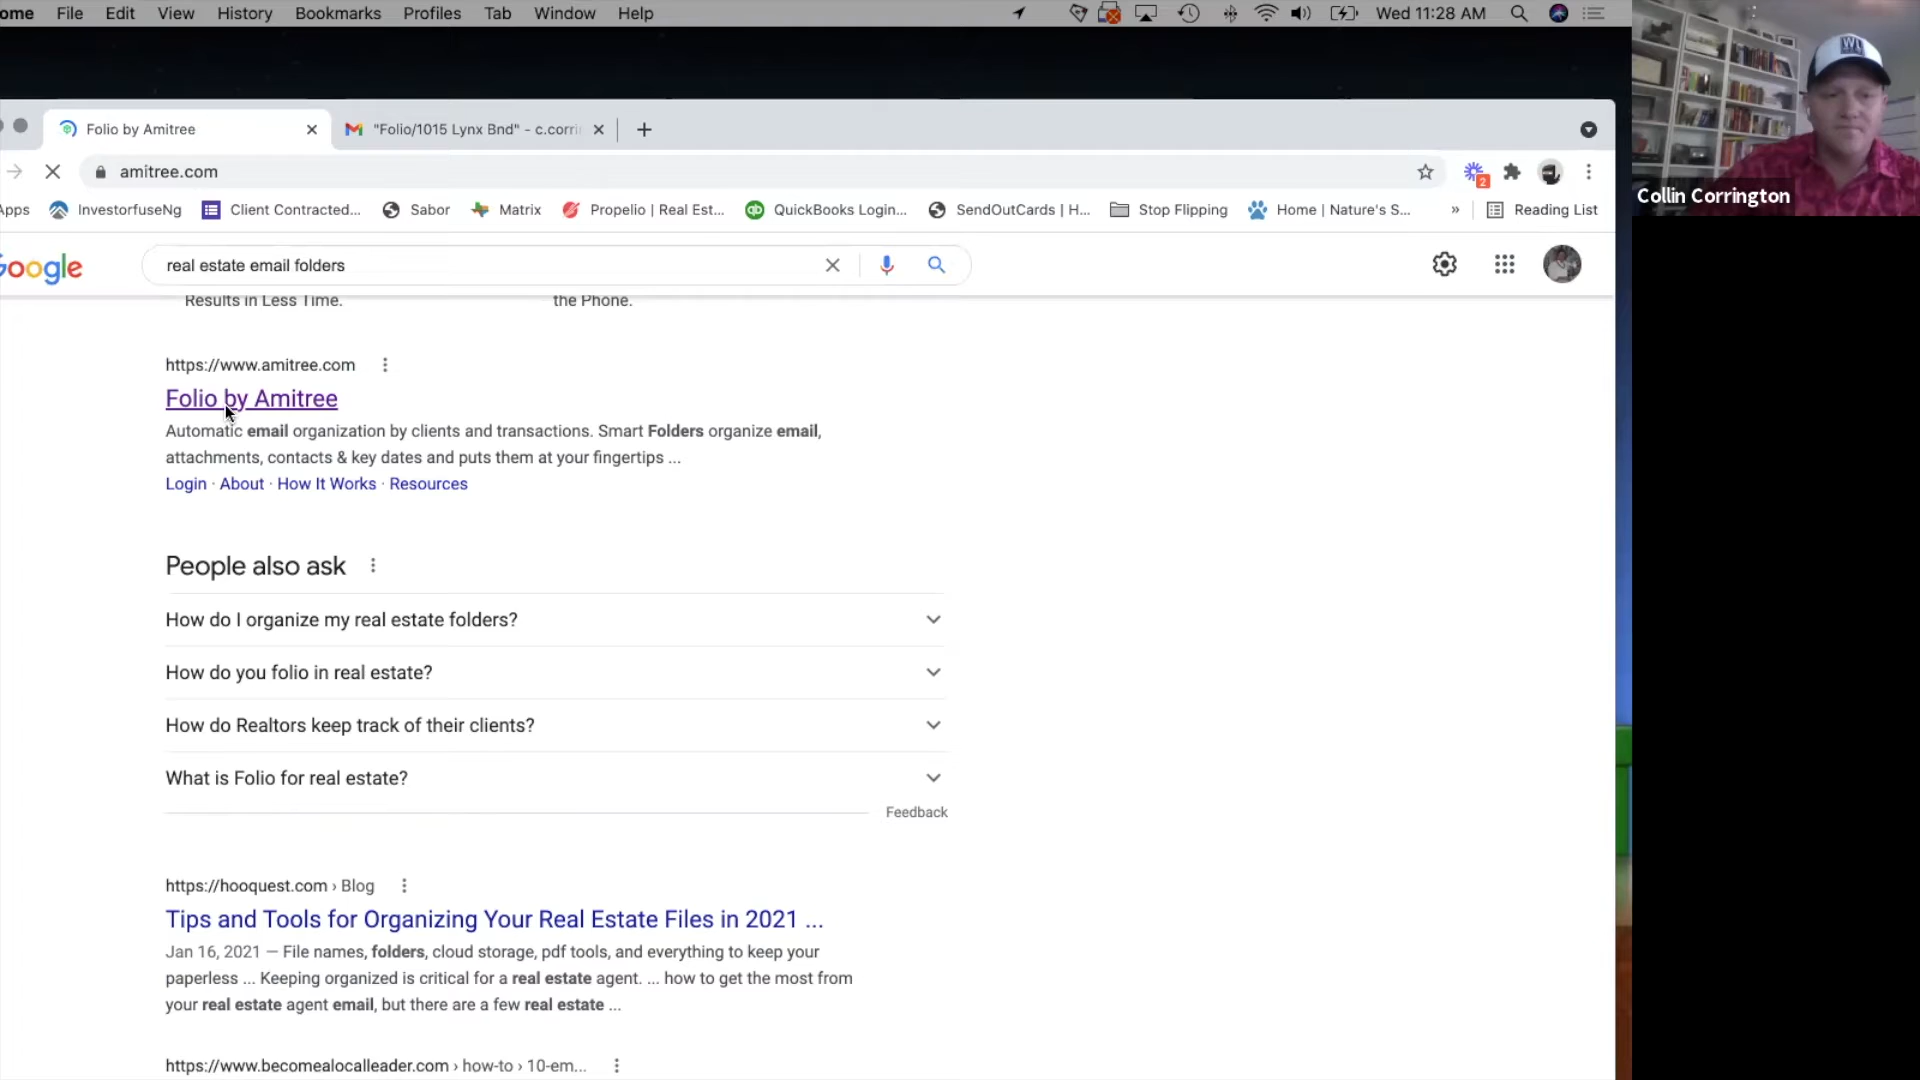 ome File Edit View History Bookmarks Profiles Tab Window Help Wed 11:28 AM
Folio by Amitree "Folio/1015 Lynx Bnd" - c.corri
amitree.com 2
Apps InvestorfuseNg Client Contracted... Sabor Matrix Propelio | Real Est... QuickBooks Login... SendOutCards | H... Stop Flipping Home | Nature's S... » Reading List
Google real estate email folders
Results in Less Time. the Phone.
https://www.amitree.com
Folio by Amitree
Automatic email organization by clients and transactions. Smart Folders organize email,
attachments, contacts & key dates and puts them at your fingertips ...
Login · About · How It Works · Resources
People also ask
How do I organize my real estate folders?
How do you folio in real estate?
How do Realtors keep track of their clients?
What is Folio for real estate?
Feedback
https://hooquest.com › Blog
Tips and Tools for Organizing Your Real Estate Files in 2021 ...
Jan 16, 2021 — File names, folders, cloud storage, pdf tools, and everything to keep your
paperless ... Keeping organized is critical for a real estate agent. ... how to get the most from
your real estate agent email, but there are a few real estate ...
https://www.becomealocalleader.com › how-to › 10-em...
Collin Corrington